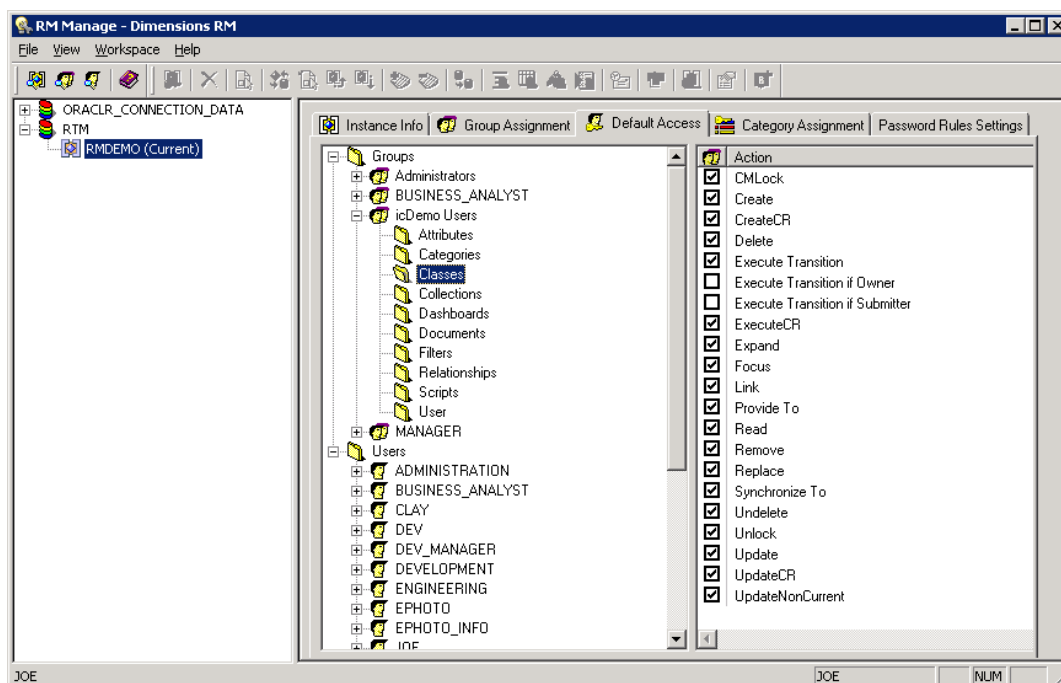 RM Manage - Dimensions RM
File View Workspace Help
ORACLR_CONNECTION_DATA
RTM
RMDEMO (Current)
Instance Info Group Assignment Default Access Category Assignment Password Rules Settings
Groups
Administrators
BUSINESS_ANALYST
icDemo Users
Attributes
Categories
Classes
Collections
Dashboards
Documents
Filters
Relationships
Scripts
User
MANAGER
Users
ADMINISTRATION
BUSINESS_ANALYST
CLAY
DEV
DEV_MANAGER
DEVELOPMENT
ENGINEERING
EPHOTO
EPHOTO_INFO
JOE
Action
CMLock
Create
CreateCR
Delete
Execute Transition
Execute Transition if Owner
Execute Transition if Submitter
ExecuteCR
Expand
Focus
Link
Provide To
Read
Remove
Replace
Synchronize To
Undelete
Unlock
Update
UpdateCR
UpdateNonCurrent
JOE JOE NUM